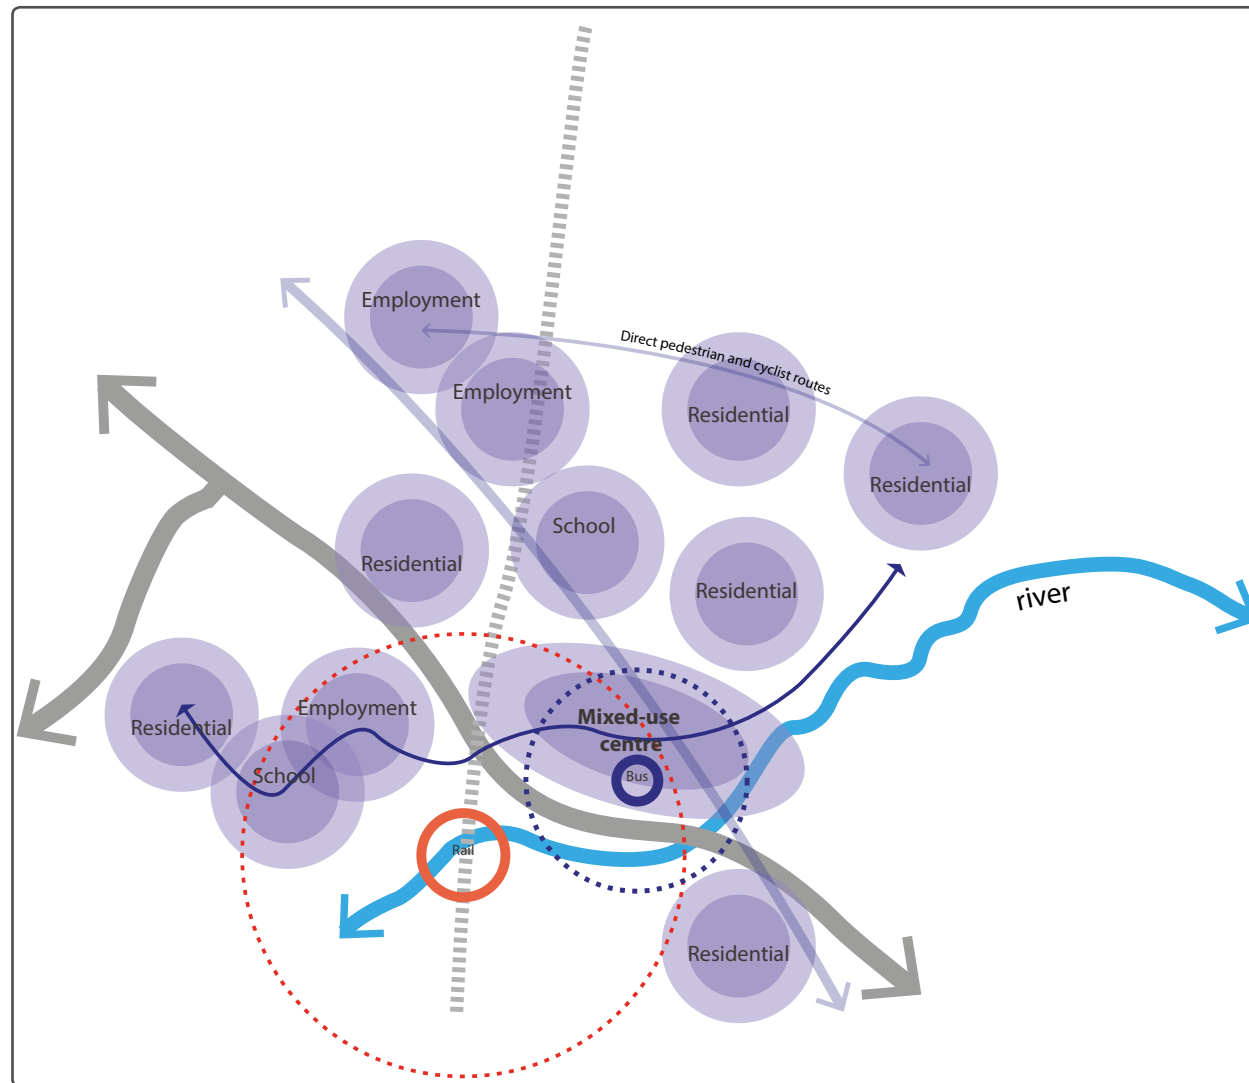 Employment
Direct pedestrian and cyclist routes
Employment
Residential
Residential
School
Residential
Residential
river
Employment
Mixed-use
centre
Residential
School
Bus
Rail
Residential